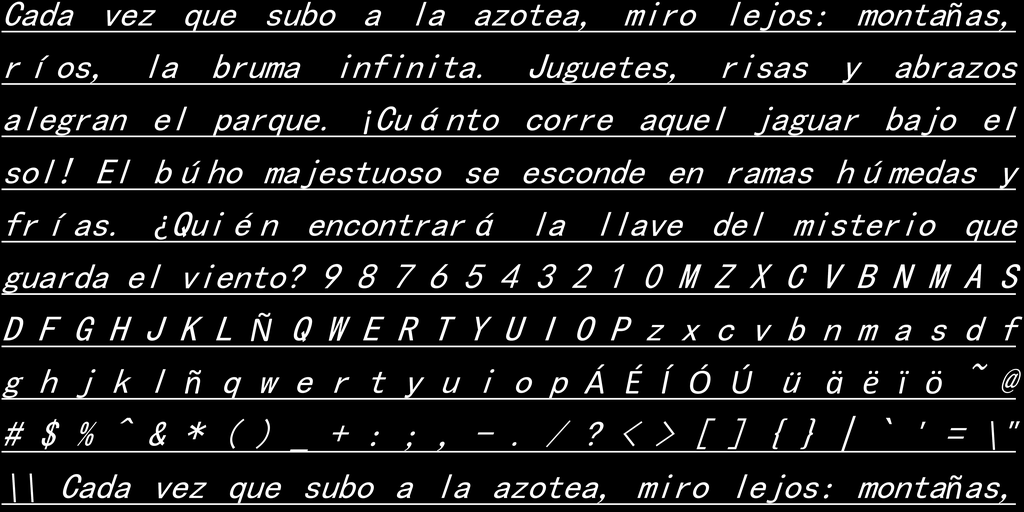 Cada vez que subo a la azotea, miro lejos: montañas,
ríos, la bruma infinita. Juguetes, risas y abrazos
alegran el parque. ¡Cuánto corre aquel jaguar bajo el
sol! El búho majestuoso se esconde en ramas húmedas y
frías. ¿Quién encontrará la llave del misterio que
guarda el viento? 9 8 7 6 5 4 3 2 1 0 M Z X C V B N M A S
D F G H J K L Ñ Q W E R T Y U I O P z x c v b n m a s d f
g h j k l ñ q w e r t y u i o p Á É Í Ó Ú ü ä ë ï ö ~ @
# $ % ^ & * ( ) _ + : ; , - . / ? < > [ ] { } | ` ' = \ "
\ \ Cada vez que subo a la azotea, miro lejos: montañas,